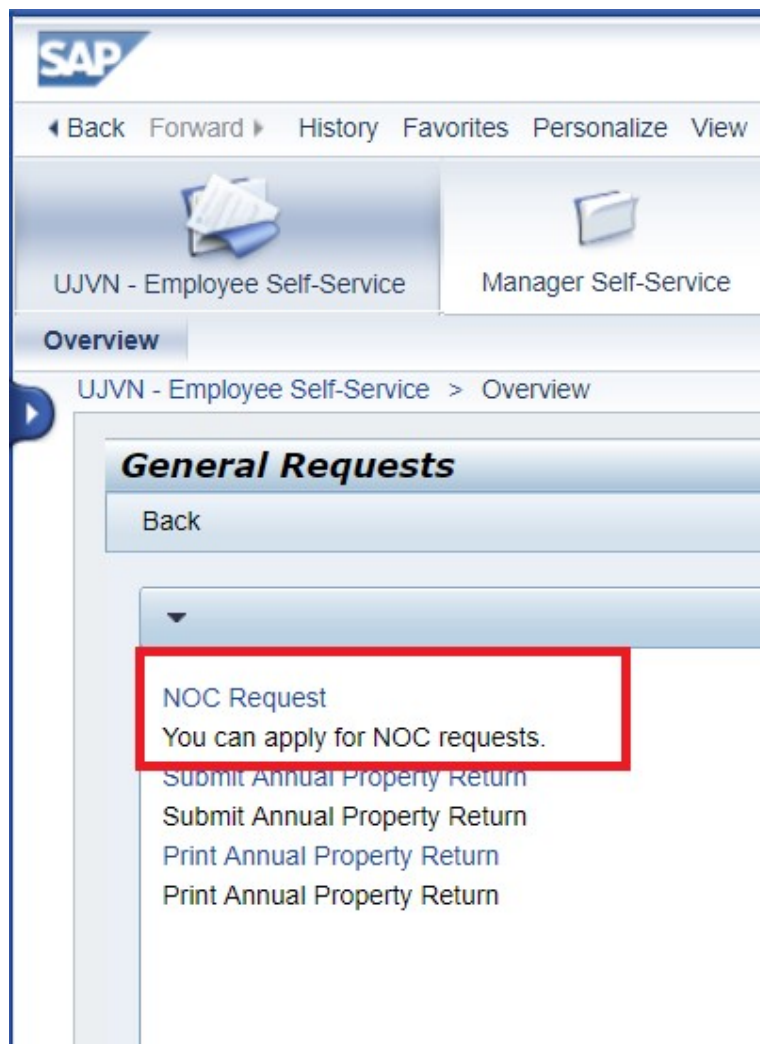 SAP
Back Forward History Favorites Personalize View
UJVN - Employee Self-Service Manager Self-Service
Overview
UJVN - Employee Self-Service > Overview
General Requests
Back
NOC Request
You can apply for NOC requests.
Submit Annual Property Return
Submit Annual Property Return
Print Annual Property Return
Print Annual Property Return